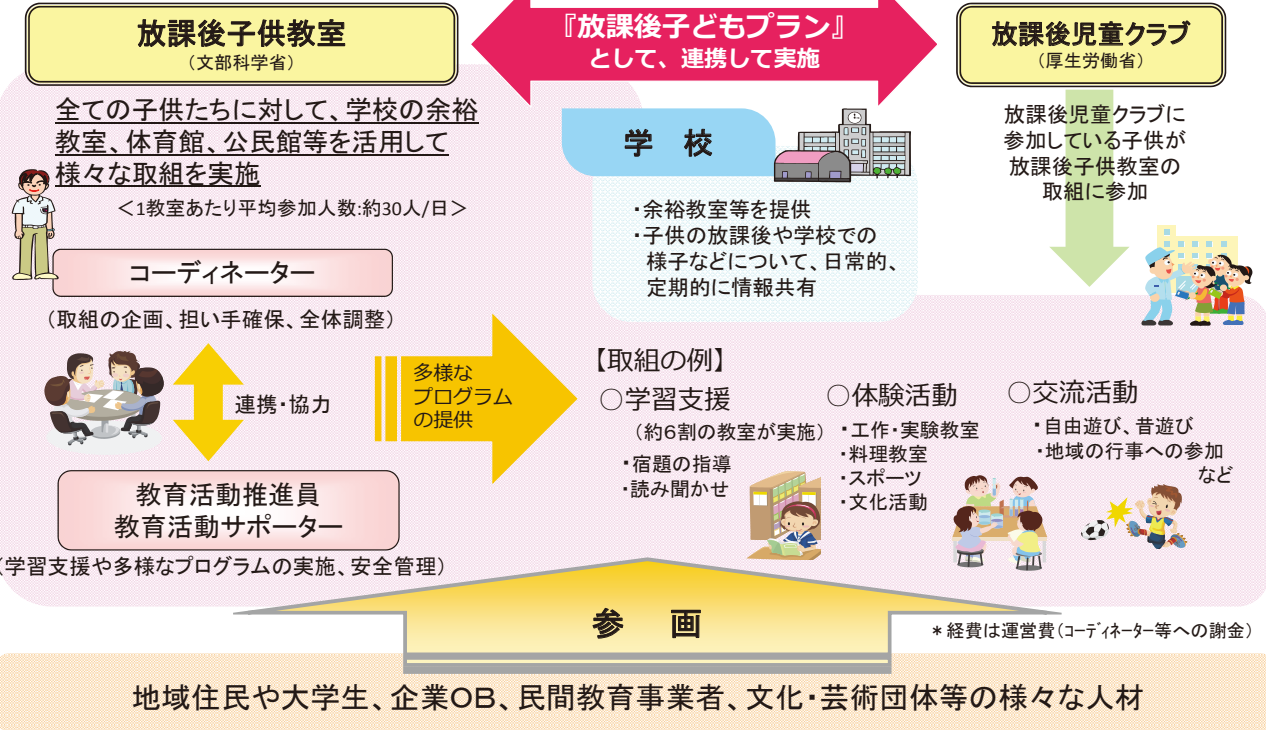 放課後子供教室
(文部科学省)
『放課後子どもプラン』
として、連携して実施
放課後児童クラブ
(厚生労働省)
全ての子供たちに対して、学校の余裕
教室、体育館、公民館等を活用して
様々な取組を実施
<1教室あたり平均参加人数:約30人/日>
コーディネーター
(取組の企画、担い手確保、全体調整)
連携・協力
教育活動推進員
教育活動サポーター
(学習支援や多様なプログラムの実施、安全管理)
多様な
プログラム
の提供
学 校
・余裕教室等を提供
・子供の放課後や学校での
様子などについて、日常的、
定期的に情報共有
放課後児童クラブに
参加している子供が
放課後子供教室の
取組に参加
【取組の例】
○学習支援
(約6割の教室が実施)
・宿題の指導
・読み聞かせ
○体験活動
・工作・実験教室
・料理教室
・スポーツ
・文化活動
○交流活動
・自由遊び、昔遊び
・地域の行事への参加
など
参 画
*経費は運営費(コーディネーター等への謝金)
地域住民や大学生、企業OB、民間教育事業者、文化・芸術団体等の様々な人材